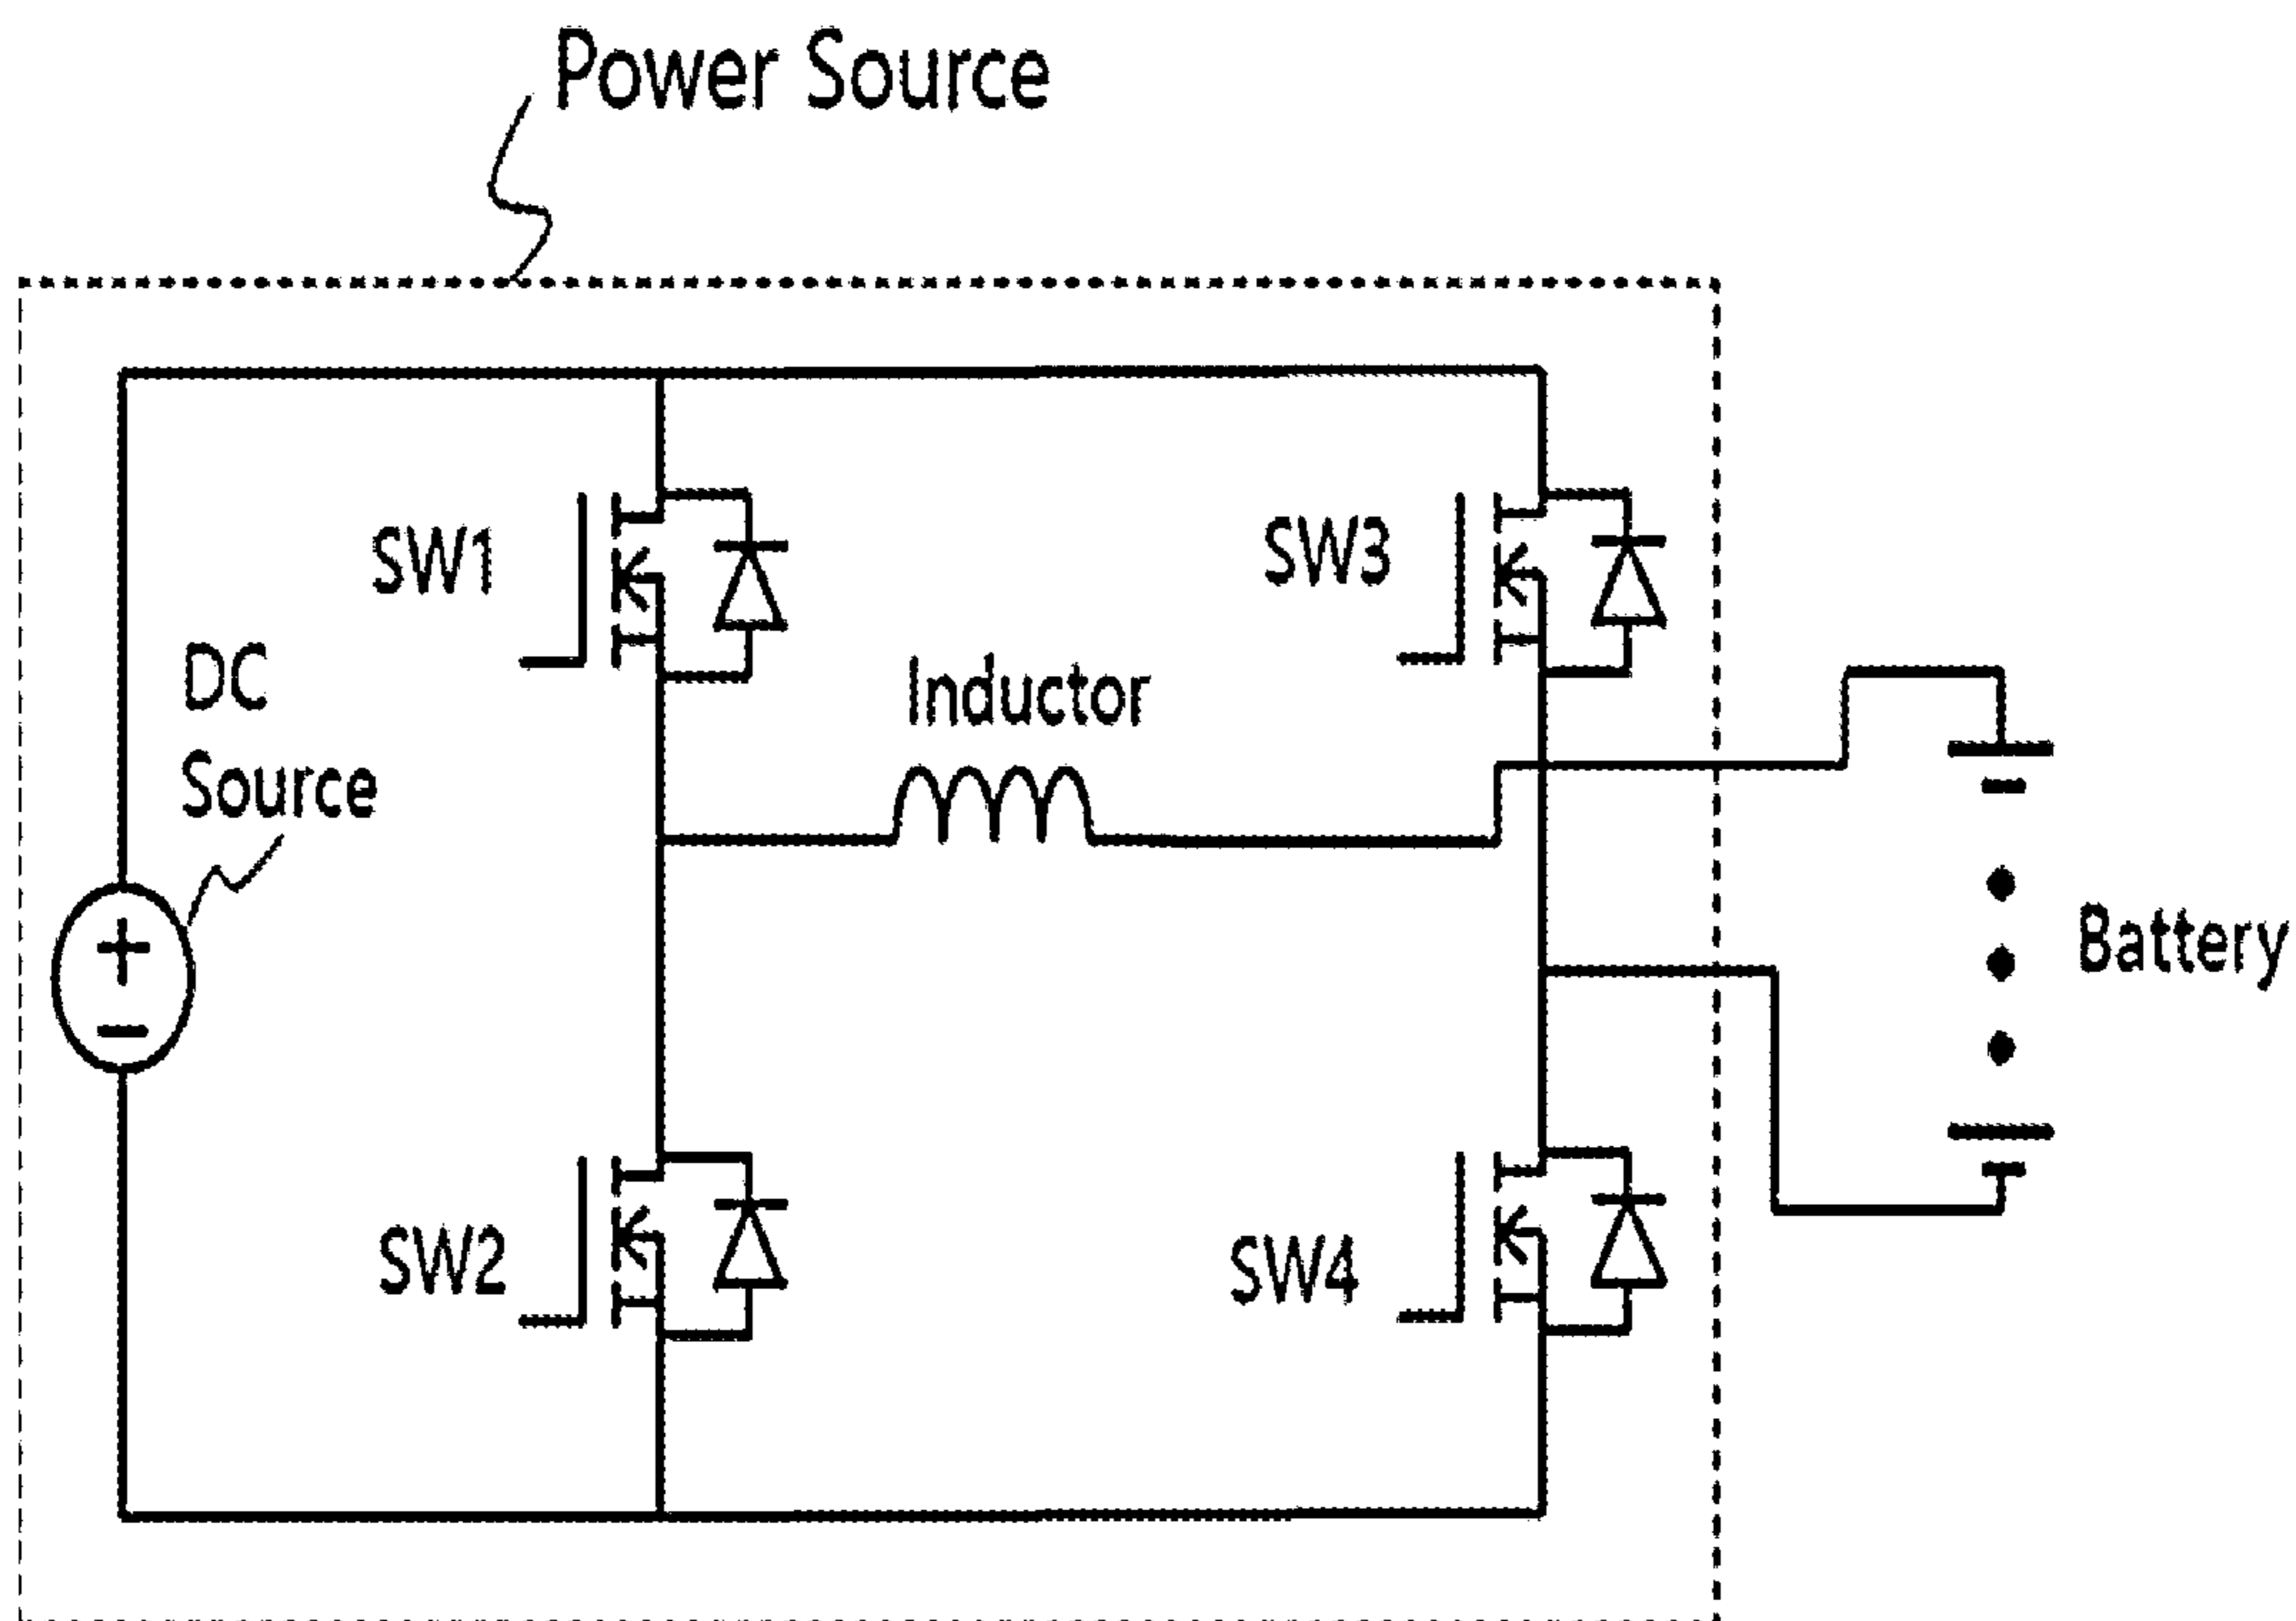 Power Source
SW1
SW3
DC
Source
Inductor
Battery
SW2
SW4